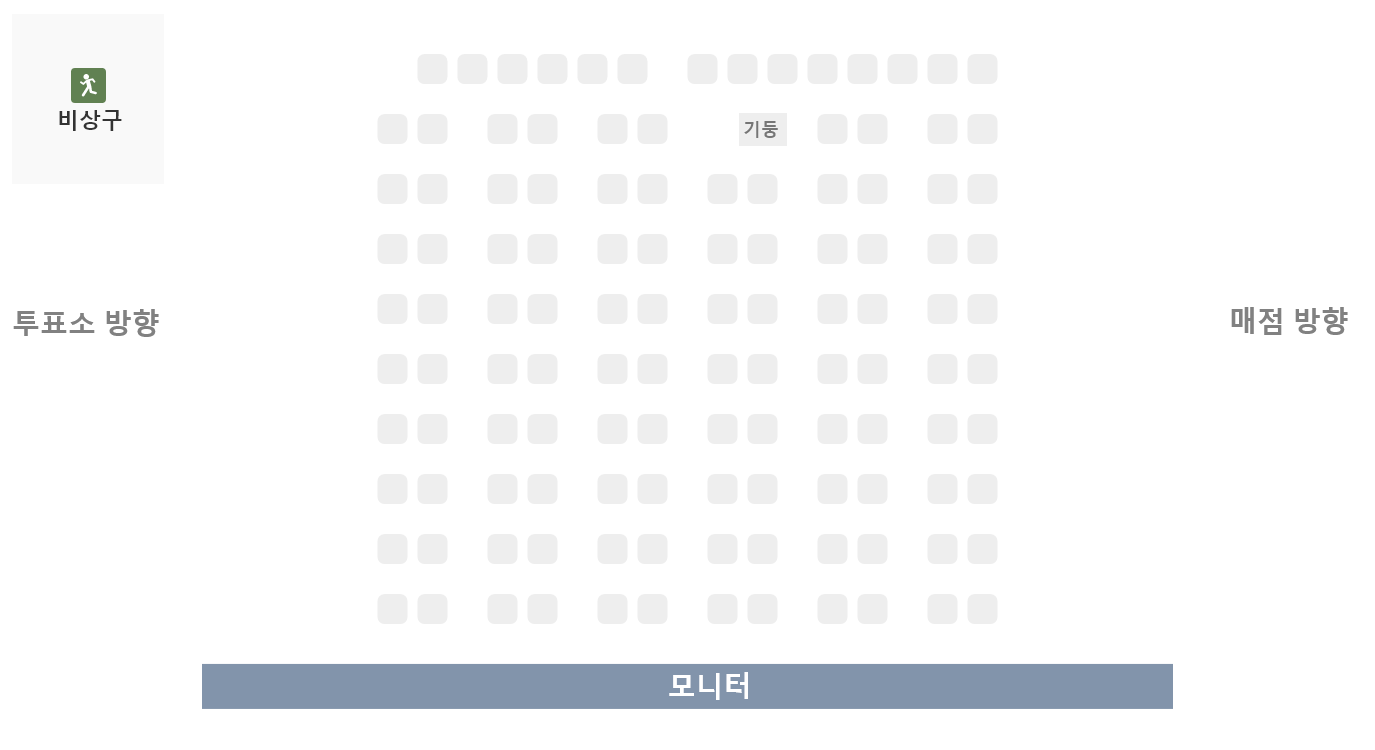 비상구
기둥
투표소 방향
매점 방향
모니터